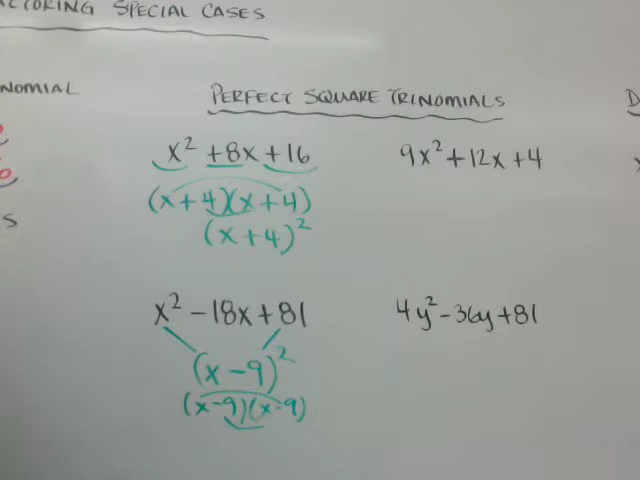 FACTORING SPECIAL CASES
NOMIAL
PERFECT SQUARE TRINOMIALS
x² + 8x + 16
9x² + 12x + 4
(x + 4)(x + 4)
(x + 4)²
x² - 18x + 81
4y² - 36y + 81
(x - 9)²
(x - 9)(x - 9)